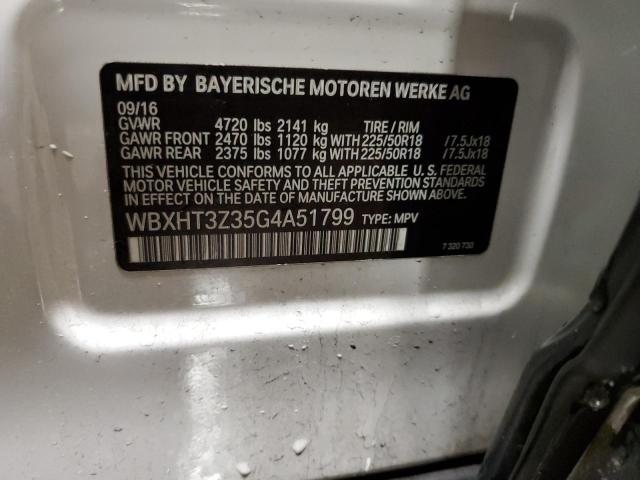 MFD BY BAYERISCHE MOTOREN WERKE AG
09/16
GVWR 4720 lbs 2141 kg TIRE / RIM
GAWR FRONT 2470 lbs 1120 kg WITH 225/50R18 / 7.5Jx18
GAWR REAR 2375 lbs 1077 kg WITH 225/50R18 / 7.5Jx18
THIS VEHICLE CONFORMS TO ALL APPLICABLE U. S. FEDERAL
MOTOR VEHICLE SAFETY, BUMPER, AND THEFT PREVENTION STANDARDS
IN EFFECT ON THE DATE OF MANUFACTURE SHOWN ABOVE.
WBXHT3Z35G4A51799 TYPE: MPV
7 320 730